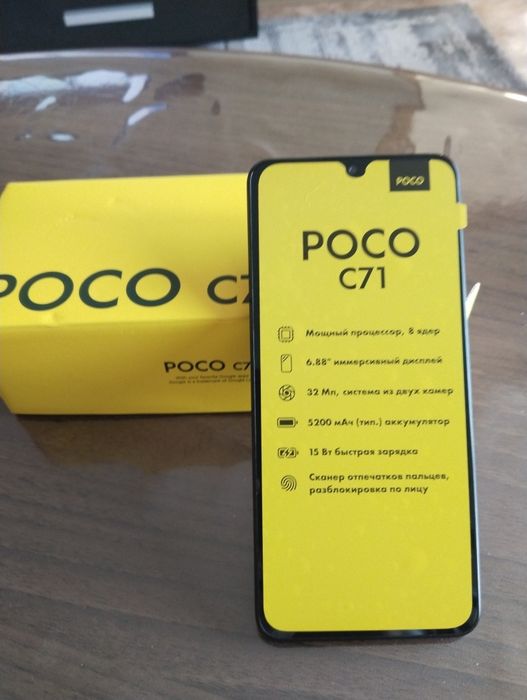 POCO
POCO
C71
Мощный процессор, 8 ядер
6.88" иммерсивный дисплей
32 Мп, система из двух камер
5200 мАч (тип.) аккумулятор
15 Вт быстрая зарядка
Сканер отпечатков пальцев,
разблокировка по лицу
POCO C7
POCO C7